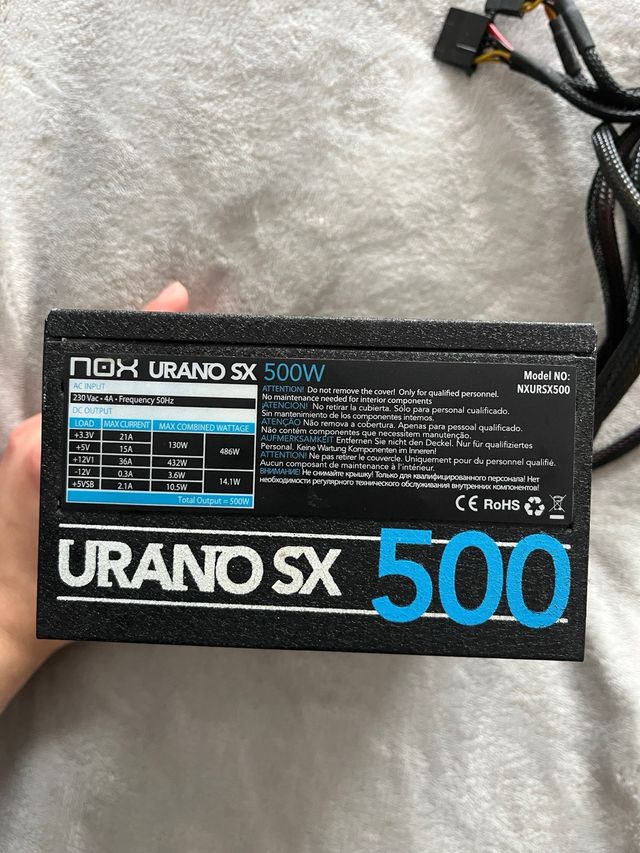 nox URANO SX 500W
Model NO:
NXURSX500
AC INPUT
230 Vac • 4A • Frequency 50Hz
DC OUTPUT
LOAD MAX CURRENT MAX COMBINED WATTAGE
+3.3V 21A 130W 486W
+5V 15A
+12V1 36A 432W
-12V 0.3A 3.6W 14.1W
+5VSB 2.1A 10.5W
Total Output = 500W
ATTENTION! Do not remove the cover! Only for qualified personnel.
No maintenance needed for interior components
¡ATENCION! No retirar la cubierta. Sólo para personal cualificado.
Sin mantenimiento de los componentes internos.
ATENÇÃO Não remova a cobertura. Apenas para pessoal qualificado.
Não contém componentes que necessitem manutenção.
AUFMERKSAMKEIT Entfernen Sie nicht den Deckel. Nur für qualifiziertes
Personal. Keine Wartung Komponenten im Inneren!
ATTENTION! Ne pas retirer le couvercle. Uniquement pour du personnel qualifié.
Aucun composant de maintenance à l'intérieur.
ВНИМАНИЕ! Не снимайте крышку! Только для квалифицированного персонала! Нет
необходимости регулярного технического обслуживания внутренних компонентов!
CE RoHS
URANO SX 500